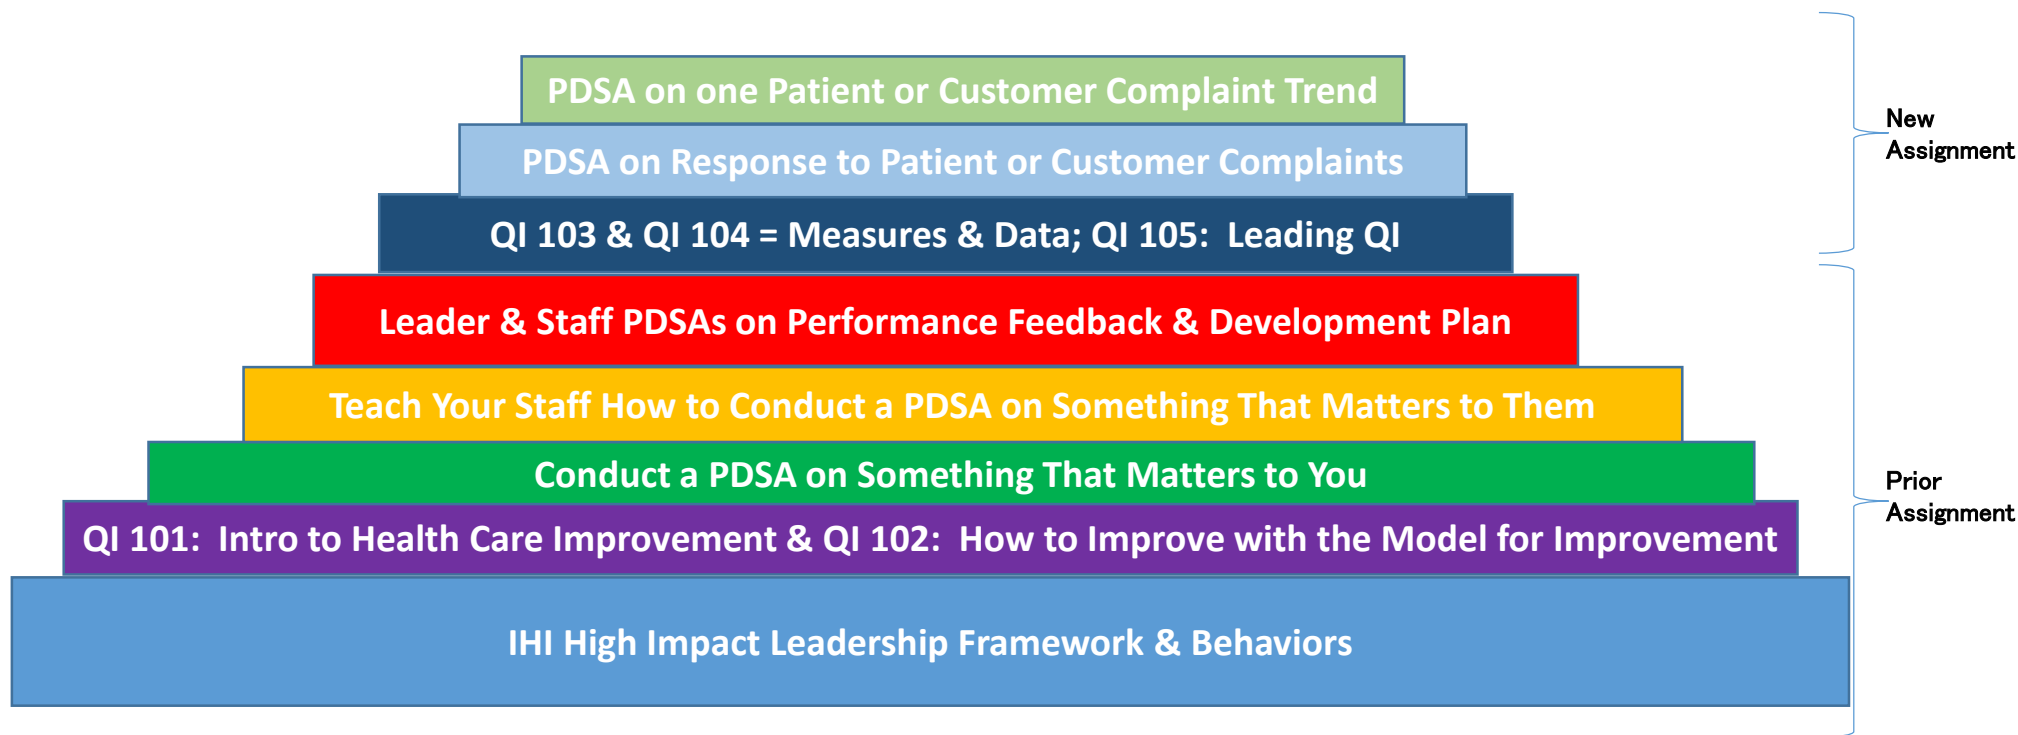 PDSA on one Patient or Customer Complaint Trend
PDSA on Response to Patient or Customer Complaints
QI 103 & QI 104 = Measures & Data; QI 105:  Leading QI
New
Assignment
Leader & Staff PDSAs on Performance Feedback & Development Plan
Teach Your Staff How to Conduct a PDSA on Something That Matters to Them
Conduct a PDSA on Something That Matters to You
QI 101:  Intro to Health Care Improvement & QI 102:  How to Improve with the Model for Improvement
IHI High Impact Leadership Framework & Behaviors
Prior
Assignment